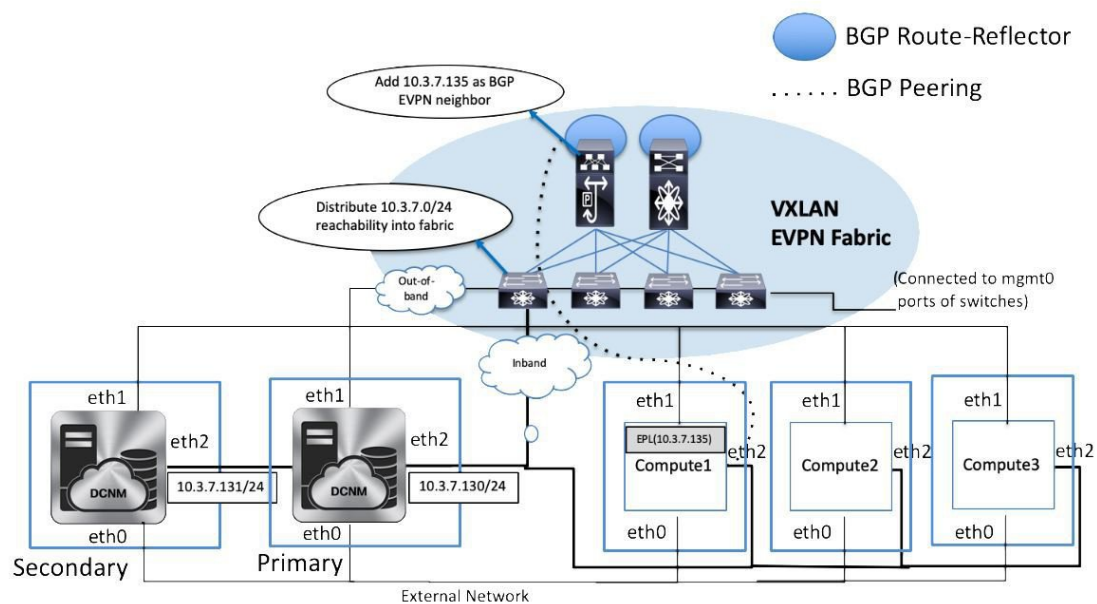 BGP Route-Reflector
BGP Peering
Add 10.3.7.135 as BGP
EVPN neighbor
Distribute 10.3.7.0/24
reachability into fabric
P
VXLAN
EVPN Fabric
Out-of-
band
(Connected to mgmt0
ports of switches)
Inband
eth1
eth1
eth1
eth1
eth1
eth2
eth2
EPL(10.3.7.135)
eth2
eth2
eth2
Compute1
Compute2
Compute3
DCNM
10.3.7.131/24
DCNM
10.3.7.130/24
eth0
eth0
eth0
eth0
eth0
Secondary
Primary
External Network